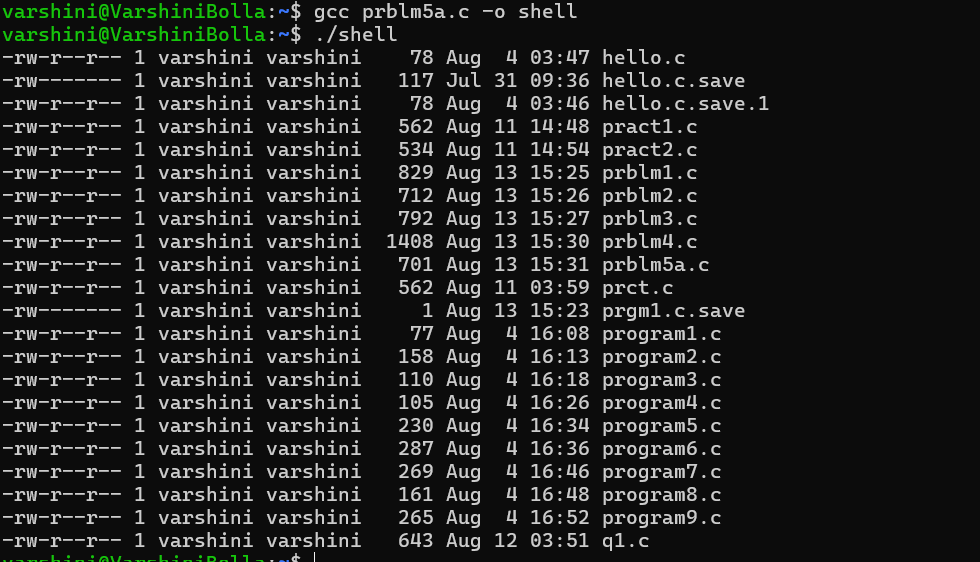 varshini@VarshiniBolla:~$ gcc prblm5a.c -o shell
varshini@VarshiniBolla:~$ ./shell
-rw-r--r-- 1 varshini varshini   78 Aug  4 03:47 hello.c
-rw------- 1 varshini varshini  117 Jul 31 09:36 hello.c.save
-rw-r--r-- 1 varshini varshini   78 Aug  4 03:46 hello.c.save.1
-rw-r--r-- 1 varshini varshini  562 Aug 11 14:48 pract1.c
-rw-r--r-- 1 varshini varshini  534 Aug 11 14:54 pract2.c
-rw-r--r-- 1 varshini varshini  829 Aug 13 15:25 prblm1.c
-rw-r--r-- 1 varshini varshini  712 Aug 13 15:26 prblm2.c
-rw-r--r-- 1 varshini varshini  792 Aug 13 15:27 prblm3.c
-rw-r--r-- 1 varshini varshini 1408 Aug 13 15:30 prblm4.c
-rw-r--r-- 1 varshini varshini  701 Aug 13 15:31 prblm5a.c
-rw-r--r-- 1 varshini varshini  562 Aug 11 03:59 prct.c
-rw------- 1 varshini varshini    1 Aug 13 15:23 prgm1.c.save
-rw-r--r-- 1 varshini varshini   77 Aug  4 16:08 program1.c
-rw-r--r-- 1 varshini varshini  158 Aug  4 16:13 program2.c
-rw-r--r-- 1 varshini varshini  110 Aug  4 16:18 program3.c
-rw-r--r-- 1 varshini varshini  105 Aug  4 16:26 program4.c
-rw-r--r-- 1 varshini varshini  230 Aug  4 16:34 program5.c
-rw-r--r-- 1 varshini varshini  287 Aug  4 16:36 program6.c
-rw-r--r-- 1 varshini varshini  269 Aug  4 16:46 program7.c
-rw-r--r-- 1 varshini varshini  161 Aug  4 16:48 program8.c
-rw-r--r-- 1 varshini varshini  265 Aug  4 16:52 program9.c
-rw-r--r-- 1 varshini varshini  643 Aug 12 03:51 q1.c
varshini@VarshiniBolla:~$